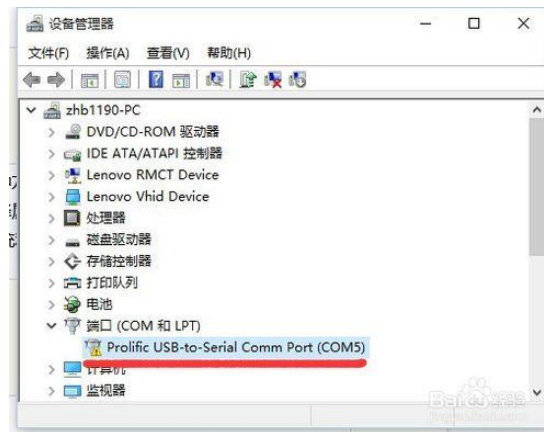 设备管理器
文件(F) 操作(A) 查看(V) 帮助(H)
zhb1190-PC
DVD/CD-ROM 驱动器
IDE ATA/ATAPI 控制器
Lenovo RMCT Device
Lenovo Vhid Device
处理器
磁盘驱动器
存储控制器
打印队列
电池
端口 (COM 和 LPT)
Prolific USB-to-Serial Comm Port (COM5)
计算机
监视器
Baidu 经验